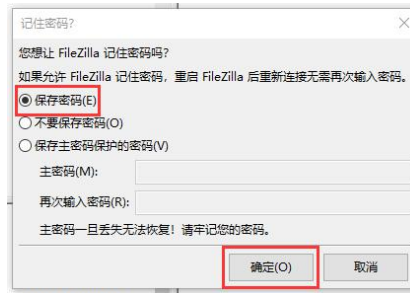 记住密码?
您想让 FileZilla 记住密码吗?
如果允许 FileZilla 记住密码，重启 FileZilla 后重新连接无需再次输入密码。
保存密码(E)
不要保存密码(O)
保存主密码保护的密码(V)
主密码(M):
再次输入密码(R):
主密码一旦丢失无法恢复！请牢记您的密码。
确定(O) 取消